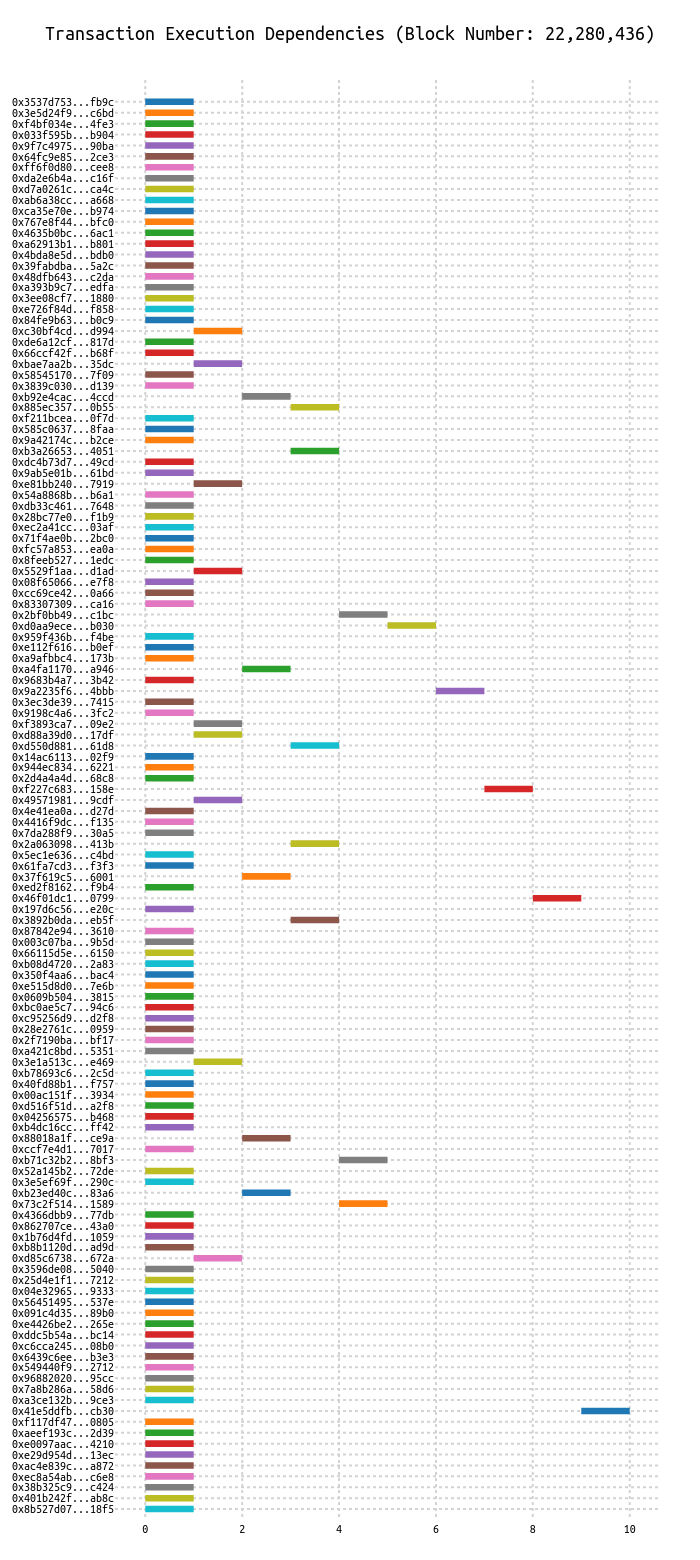 Transaction Execution Dependencies (Block Number: 22,280,436)
0x3537d753...fb9c
0x3e5d24f9...c6bd
0xf4bf034e...4fe3
0x033f595b...b904
0x9f7c4975...90ba
0x64fc9e85...2ce3
0xff6f0d80...cee8
0xda2e6b4a...c16f
0xd7a0261c...ca4c
0xab6a38cc...a668
0xca35e70e...b974
0x767e8f44...bfc0
0x4635b0bc...6ac1
0xa62913b1...b801
0x4bda8e5d...bdb0
0x39fabdba...5a2c
0x48dfb643...c2da
0xa393b9c7...edfa
0x3ee08cf7...1880
0xe726f84d...f858
0x84fe9b63...b0c9
0xc30bf4cd...d994
0xde6a12cf...817d
0x66ccf42f...b68f
0xbae7aa2b...35dc
0x58545170...7f09
0x3839c030...d139
0xb92e4cac...4ccd
0x885ec357...0b55
0xf211bcea...0f7d
0x585c0637...8faa
0x9a42174c...b2ce
0xb3a26653...4051
0xdc4b73d7...49cd
0x9ab5e01b...61bd
0xe81bb240...7919
0x54a8868b...b6a1
0xdb33c461...7648
0x28bc77e0...f1b9
0xec2a41cc...03af
0x71f4ae0b...2bc0
0xfc57a853...ea0a
0x8feeb527...1edc
0x5529f1aa...d1ad
0x08f65066...e7f8
0xcc69ce42...0a66
0x83307309...ca16
0x2bf0bb49...c1bc
0xd0aa9ece...b030
0x959f436b...f4be
0xe112f616...b0ef
0xa9afbbc4...173b
0xa4fa1170...a946
0x9683b4a7...3b42
0x9a2235f6...4bbb
0x3ec3de39...7415
0x9198c4a6...3fc2
0xf3893ca7...09e2
0xd88a39d0...17df
0xd550d881...61d8
0x14ac6113...02f9
0x944ec834...6221
0x2d4a4a4d...68c8
0xf227c683...158e
0x49571981...9cdf
0x4e41ea0a...d27d
0x4416f9dc...f135
0x7da288f9...30a5
0x2a063098...413b
0x5ec1e636...c4bd
0x61fa7cd3...f3f3
0x37f619c5...6001
0xed2f8162...f9b4
0x46f01dc1...0799
0x197d6c56...e20c
0x3892b0da...eb5f
0x87842e94...3610
0x003c07ba...9b5d
0x66115d5e...6150
0xb08d4720...2a83
0x350f4aa6...bac4
0xe515d8d0...7e6b
0x0609b504...3815
0xbc0ae5c7...94c6
0xc95256d9...d2f8
0x28e2761c...0959
0x2f7190ba...bf17
0xa421c8bd...5351
0x3e1a513c...e469
0xb78693c6...2c5d
0x40fd88b1...f757
0x00ac151f...3934
0xd516f51d...a2f8
0x04256575...b468
0xb4dc16cc...ff42
0x88018a1f...ce9a
0xccf7e4d1...7017
0xb71c32b2...8bf3
0x52a145b2...72de
0x3e5ef69f...290c
0xb23ed40c...83a6
0x73c2f514...1589
0x4366dbb9...77db
0x862707ce...43a0
0x1b76d4fd...1059
0xb8b1120d...ad9d
0xd85c6738...672a
0x3596de08...5040
0x25d4e1f1...7212
0x04e32965...9333
0x56451495...537e
0x091c4d35...89b0
0xe4426be2...265e
0xddc5b54a...bc14
0xc6cca245...08b0
0x6439c6ee...b3e3
0x549440f9...2712
0x96882020...95cc
0x7a8b286a...58d6
0xa3ce132b...9ce3
0x41e5ddfb...cb30
0xf117df47...0805
0xaeef193c...2d39
0xe0097aac...4210
0xe29d954d...13ec
0xac4e839c...a872
0xec8a54ab...c6e8
0x38b325c9...c424
0x401b242f...ab8c
0x8b527d07...18f5
0 2 4 6 8 10